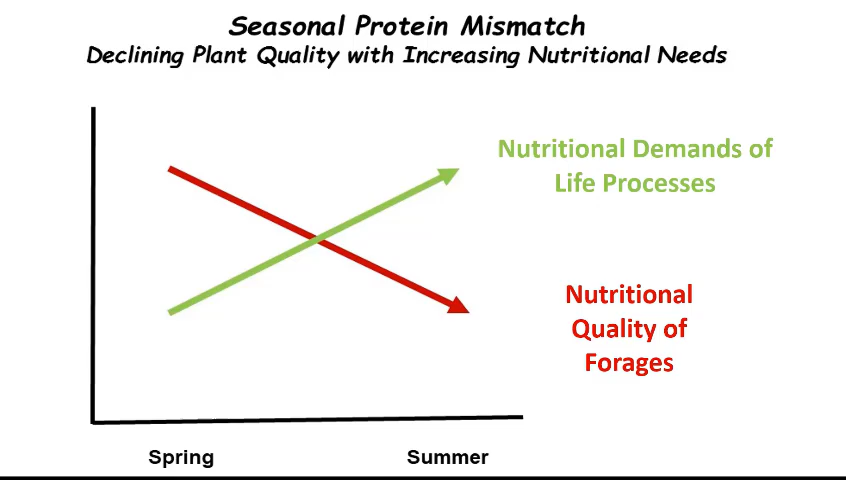 Seasonal Protein Mismatch
Declining Plant Quality with Increasing Nutritional Needs
Nutritional Demands of
Life Processes
Nutritional
Quality of
Forages
Spring
Summer